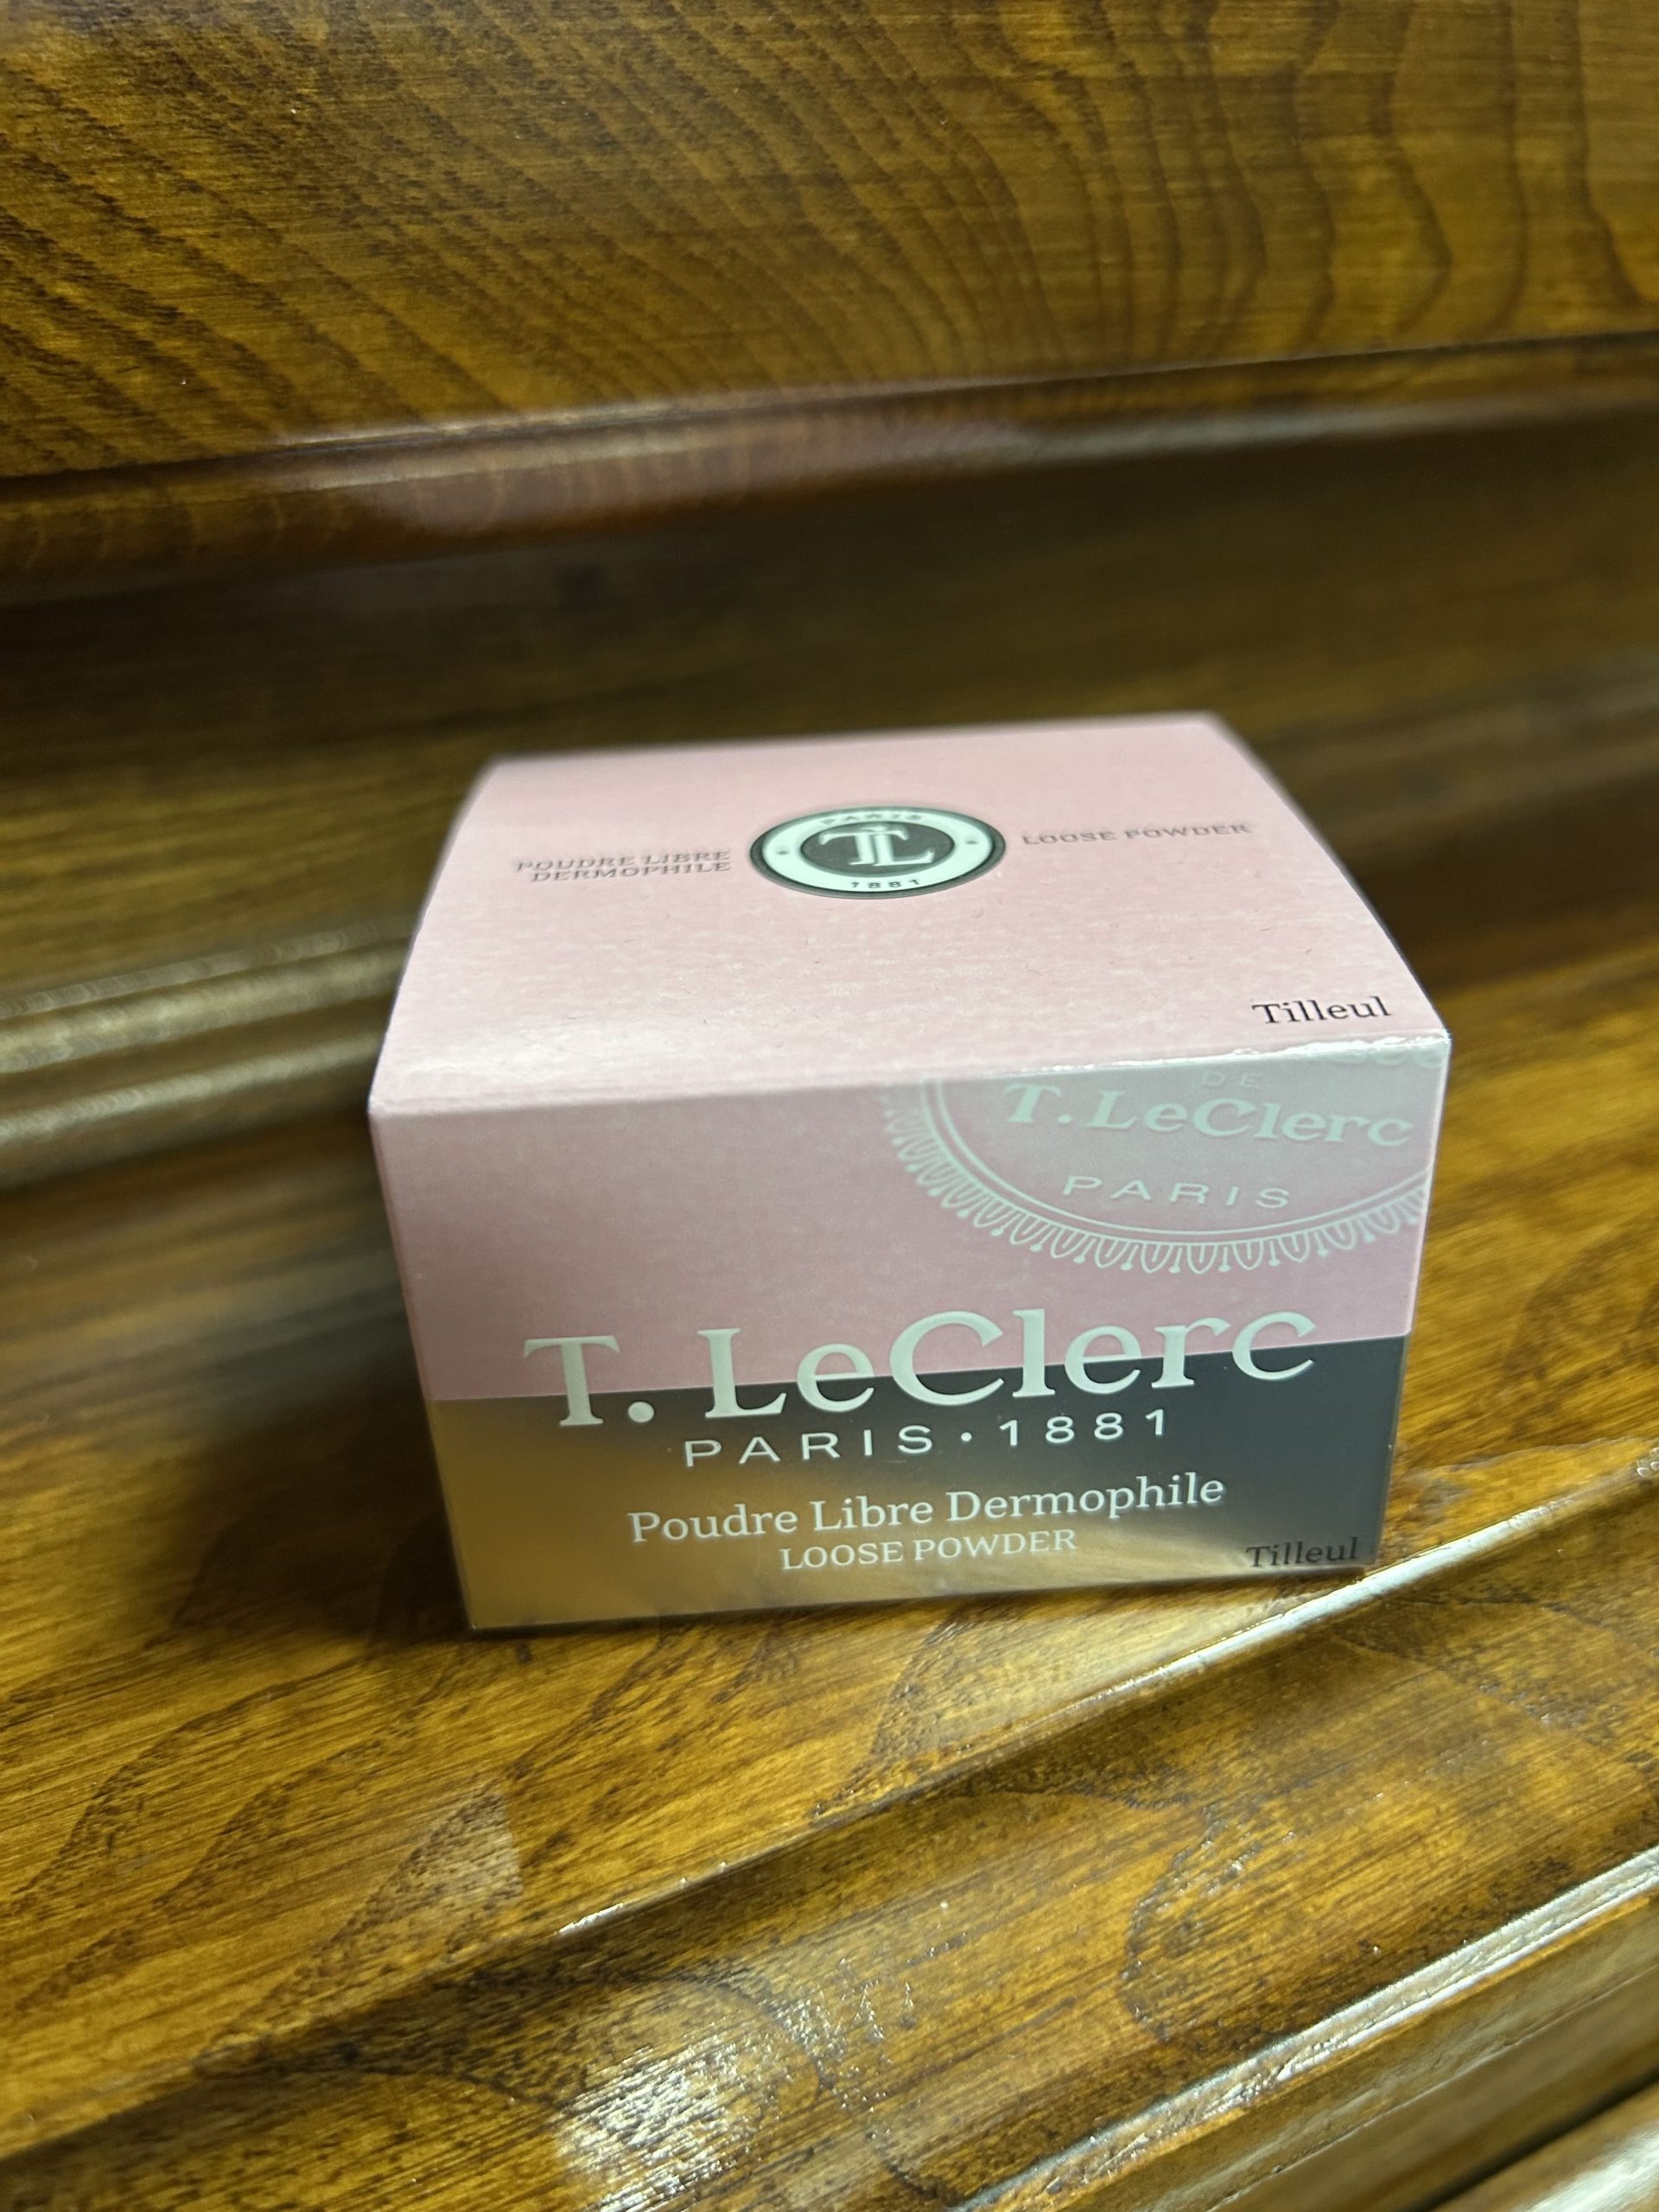 POUDRE LIBRE
DERMOPHILE
PARIS
TL
1881
LOOSE POWDER
Tilleul
DE
T.LeClerc
PARIS
T. LeClerc
PARIS·1881
Poudre Libre Dermophile
LOOSE POWDER
Tilleul